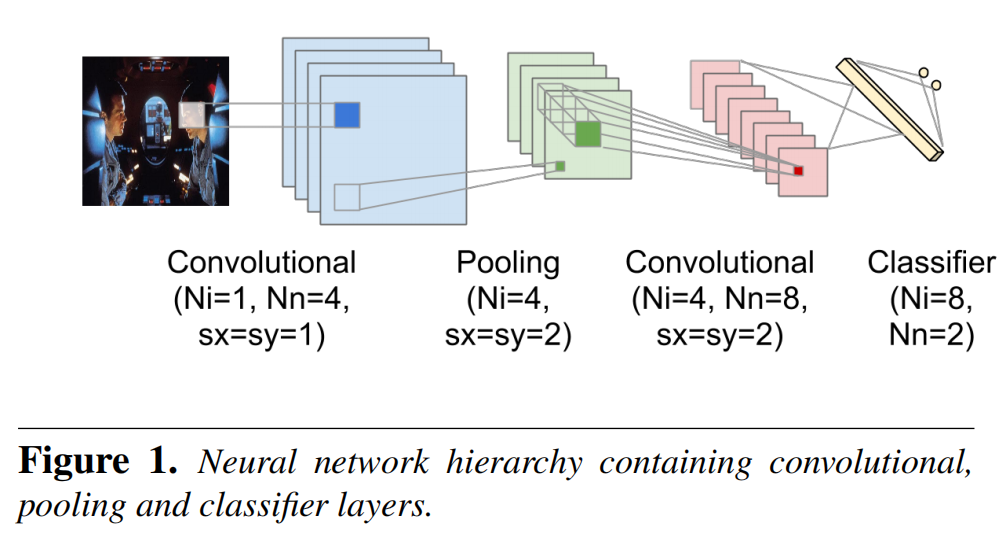 Convolutional
(Ni=1, Nn=4,
sx=sy=1)
Pooling
(Ni=4,
sx=sy=2)
Convolutional
(Ni=4, Nn=8,
sx=sy=2)
Classifier
(Ni=8,
Nn=2)
Figure 1. Neural network hierarchy containing convolutional,
pooling and classifier layers.